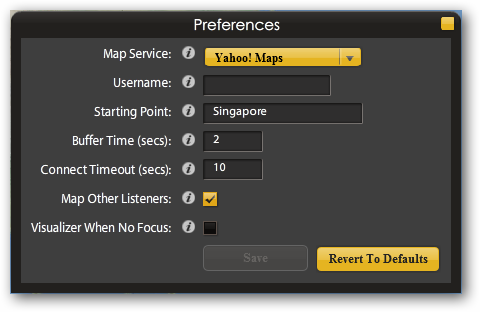 Preferences
Map Service: Yahoo! Maps
Username:
Starting Point: Singapore
Buffer Time (secs): 2
Connect Timeout (secs): 10
Map Other Listeners:
Visualizer When No Focus:
Save Revert To Defaults